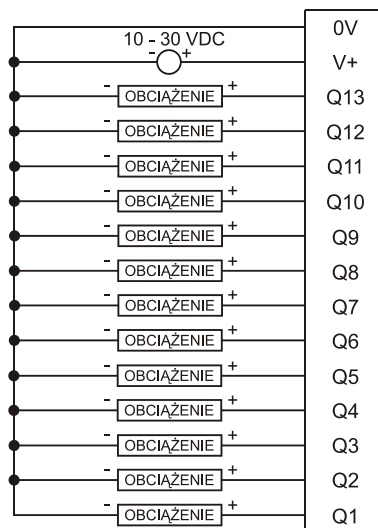 0V
10 - 30 VDC
- + V+
- OBCIĄŻENIE + Q13
- OBCIĄŻENIE + Q12
- OBCIĄŻENIE + Q11
- OBCIĄŻENIE + Q10
- OBCIĄŻENIE + Q9
- OBCIĄŻENIE + Q8
- OBCIĄŻENIE + Q7
- OBCIĄŻENIE + Q6
- OBCIĄŻENIE + Q5
- OBCIĄŻENIE + Q4
- OBCIĄŻENIE + Q3
- OBCIĄŻENIE + Q2
- OBCIĄŻENIE + Q1